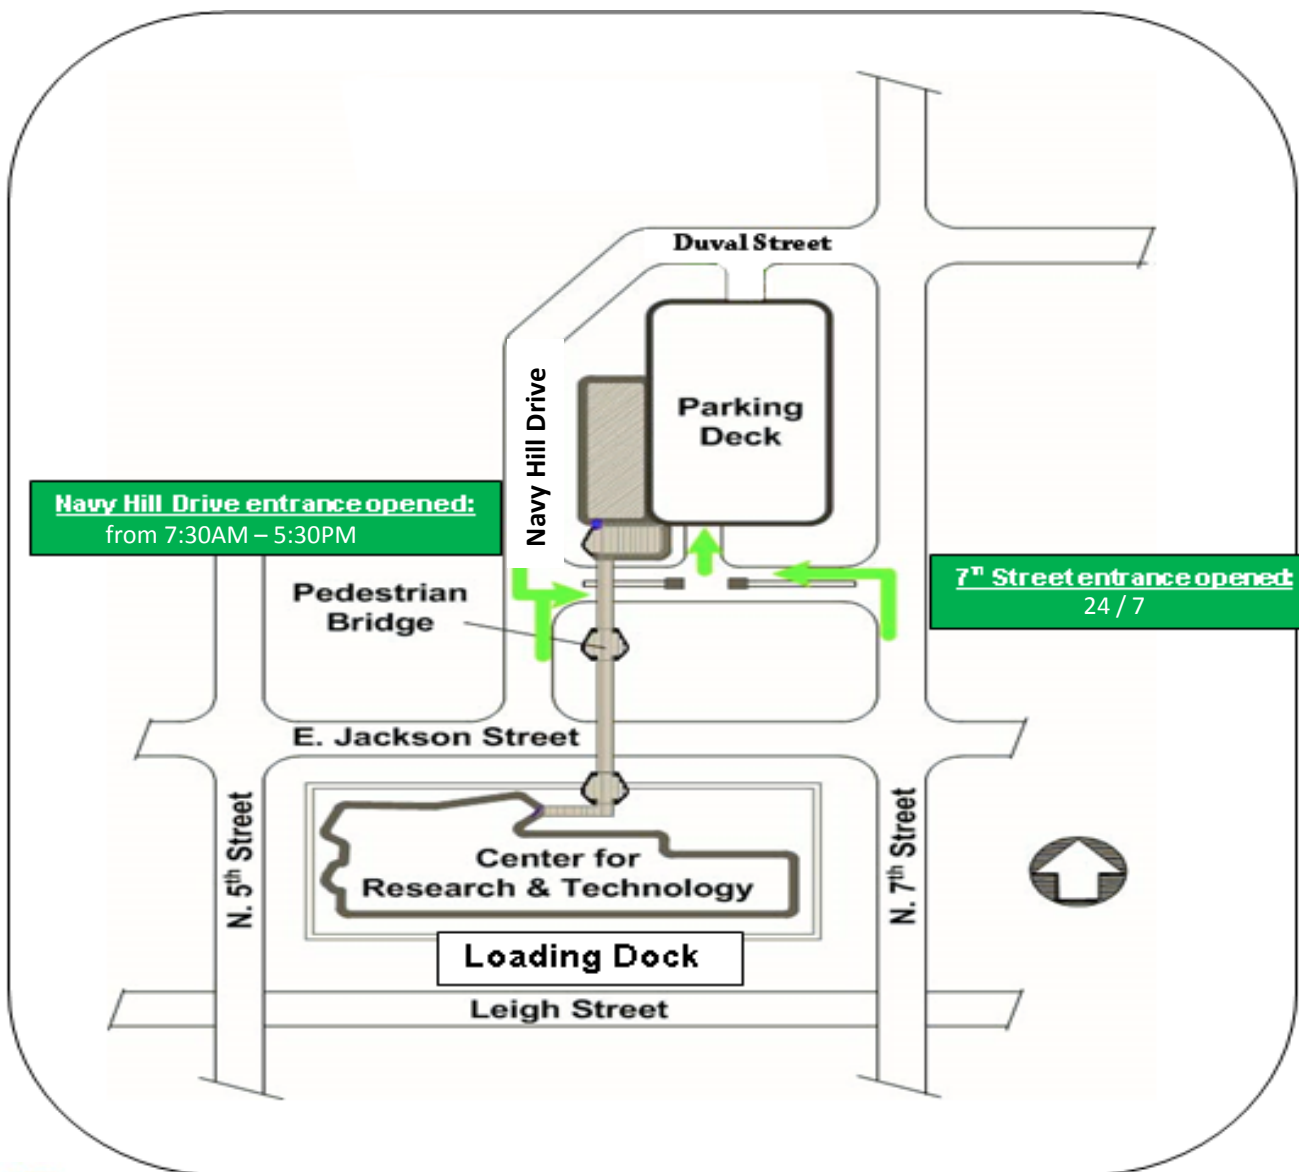 Duval Street
Navy Hill Drive
Parking
Deck
Navy Hill Drive entrance opened:
from 7:30AM – 5:30PM
7th Street entrance opened:
24 / 7
Pedestrian
Bridge
E. Jackson Street
N. 5th Street
N. 7th Street
Center for
Research & Technology
Loading Dock
Leigh Street